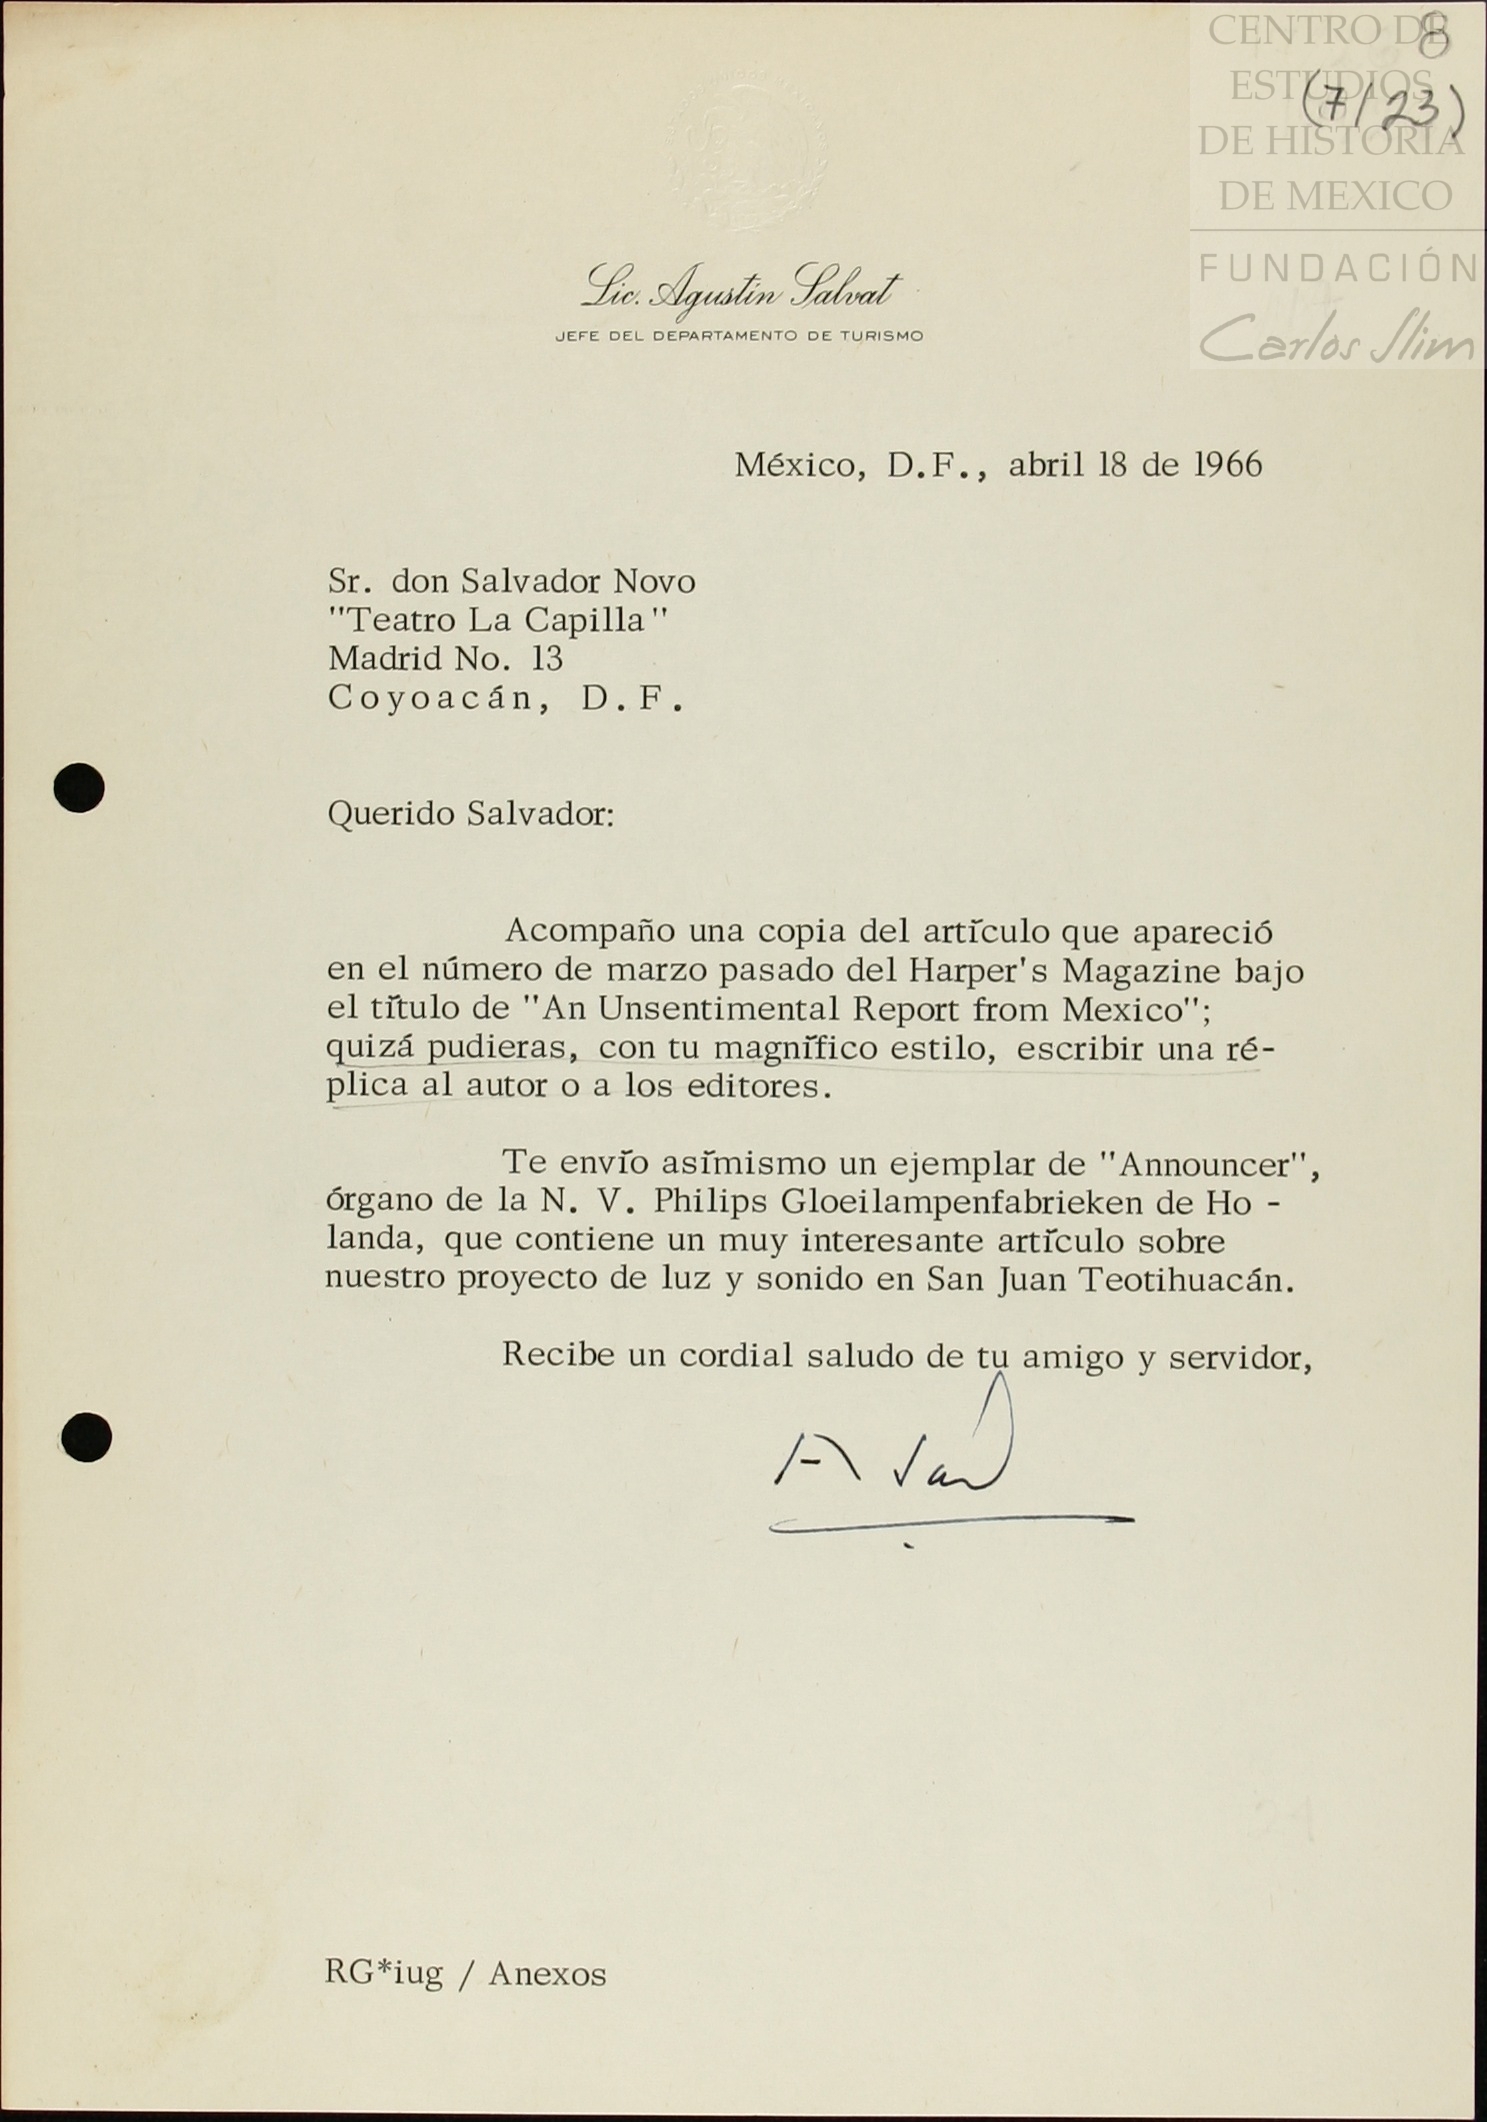 CENTRO DE
ESTUDIOS
DE HISTORIA
DE MEXICO
FUNDACIÓN
Carlos Slim
8
(7/23)
Lic. Agustín Salvat
JEFE DEL DEPARTAMENTO DE TURISMO
México, D.F., abril 18 de 1966
Sr. don Salvador Novo
"Teatro La Capilla"
Madrid No. 13
Coyoacán, D.F.
Querido Salvador:
Acompaño una copia del artículo que apareció
en el número de marzo pasado del Harper's Magazine bajo
el título de "An Unsentimental Report from Mexico";
quizá pudieras, con tu magnífico estilo, escribir una ré-
plica al autor o a los editores.
Te envío asímismo un ejemplar de "Announcer",
órgano de la N. V. Philips Gloeilampenfabrieken de Ho -
landa, que contiene un muy interesante artículo sobre
nuestro proyecto de luz y sonido en San Juan Teotihuacán.
Recibe un cordial saludo de tu amigo y servidor,
RG*iug / Anexos